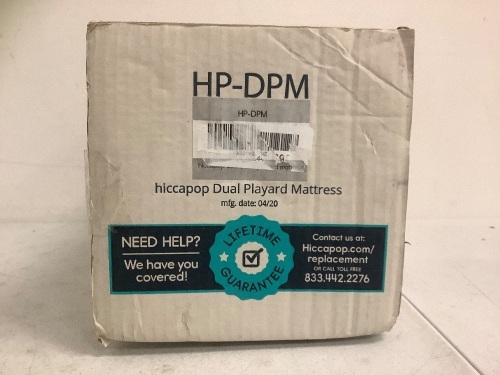 HP-DPM
HP-DPM
hiccapop Dual Playard Mattress
mfg. date: 04/20
NEED HELP?
We have you
covered!
LIFETIME
GUARANTEE
Contact us at:
Hiccapop.com/
replacement
OR CALL TOLL FREE
833.442.2276